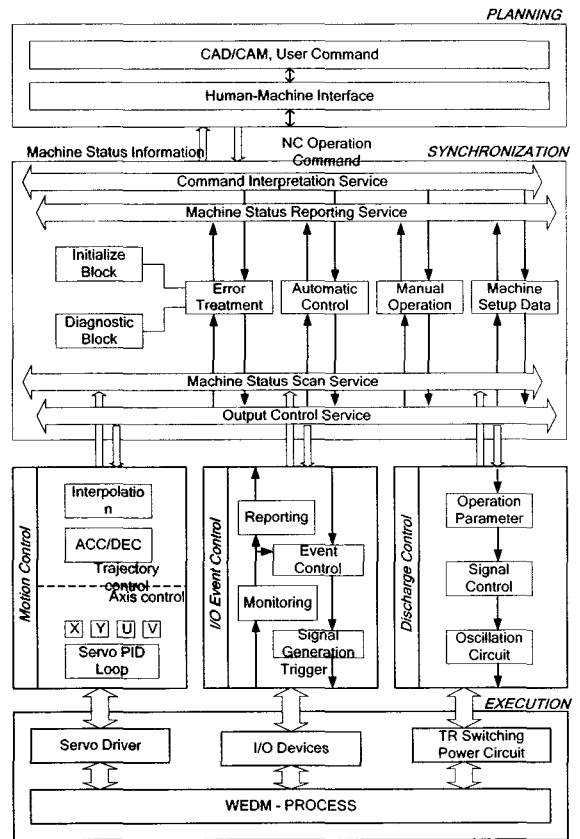 PLANNING
CAD/CAM, User Command
Human-Machine Interface
Machine Status Information
NC Operation
Command
SYNCHRONIZATION
Command Interpretation Service
Machine Status Reporting Service
Initialize
Block
Diagnostic
Block
Error
Treatment
Automatic
Control
Manual
Operation
Machine
Setup Data
Machine Status Scan Service
Output Control Service
Motion Control
Interpolatio
n
ACC/DEC
Trajectory
control
Axis control
X Y U V
Servo PID
Loop
I/O Event Control
Reporting
Event
Control
Monitoring
Signal
Generation
Trigger
Discharge Control
Operation
Parameter
Signal
Control
Oscillation
Circuit
EXECUTION
Servo Driver
I/O Devices
TR Switching
Power Circuit
WEDM - PROCESS